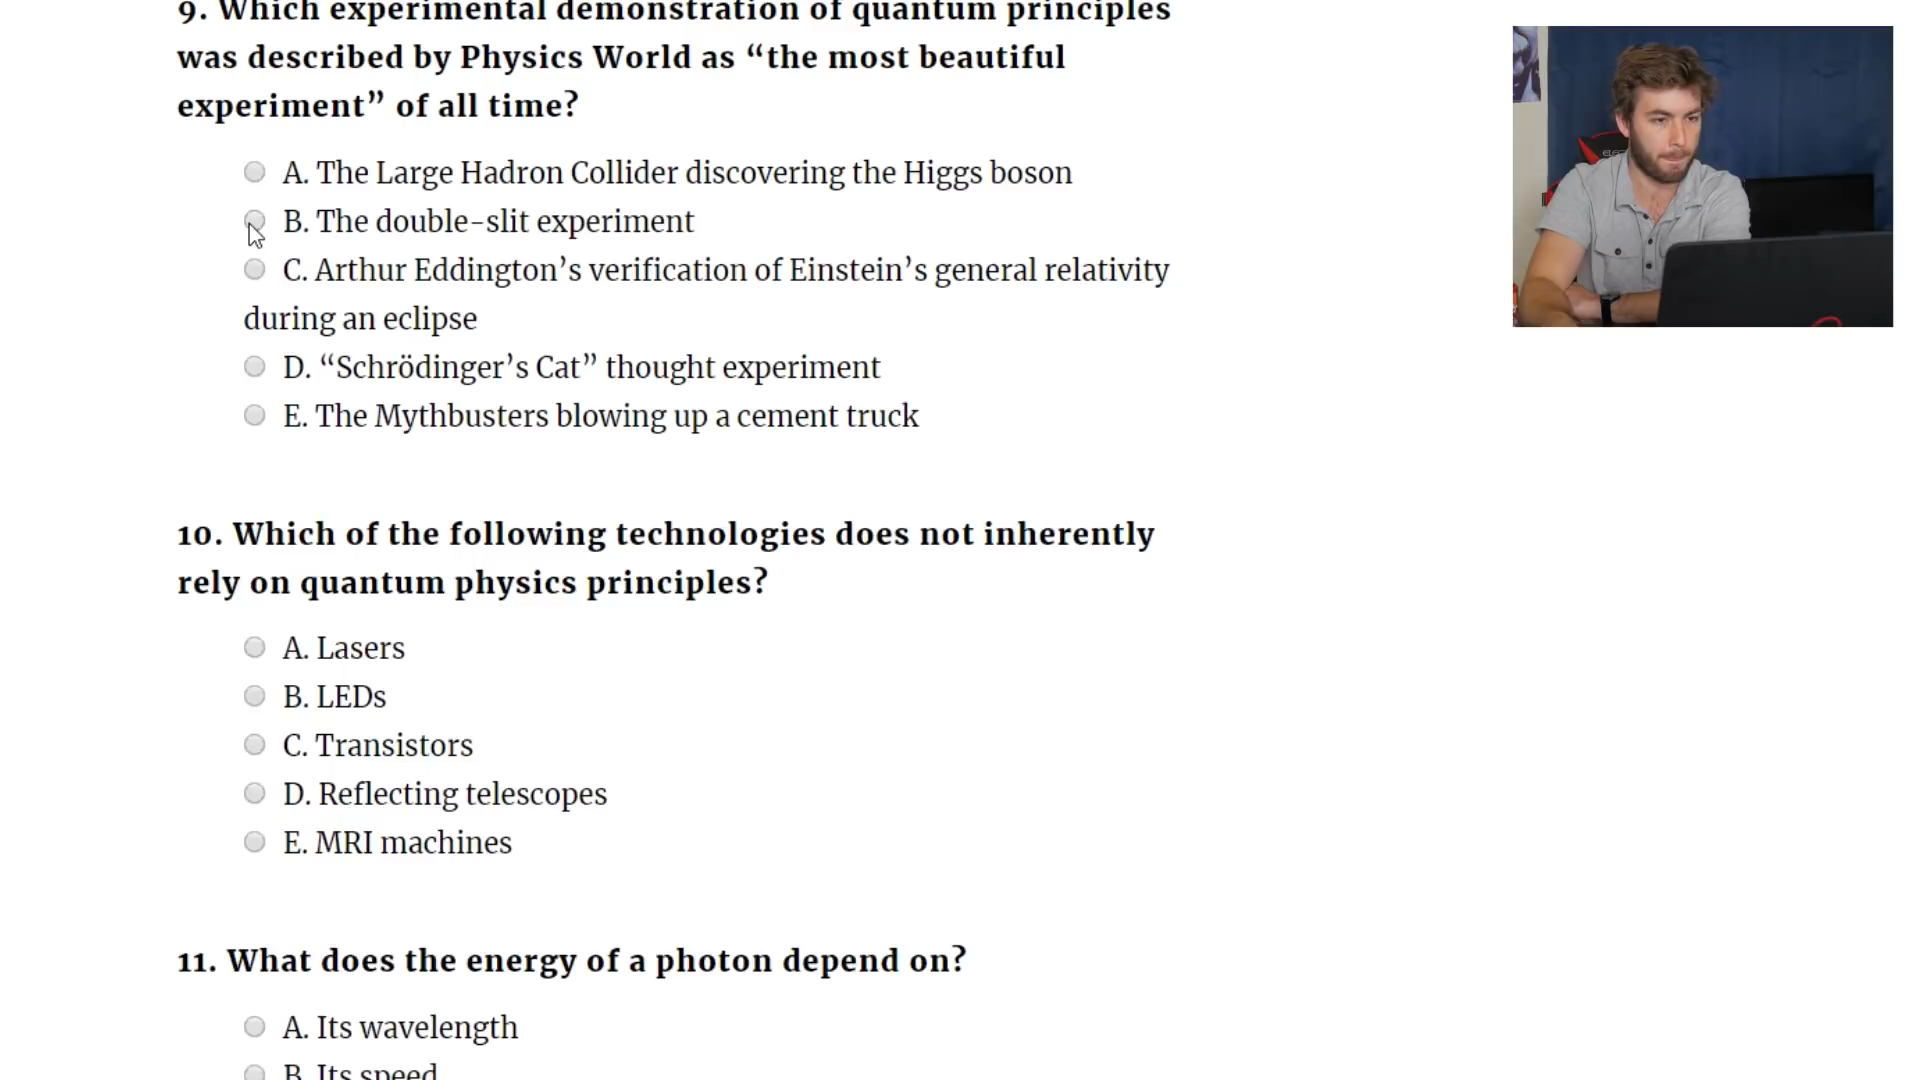 9. Which experimental demonstration of quantum principles
was described by Physics World as “the most beautiful
experiment” of all time?
A. The Large Hadron Collider discovering the Higgs boson
B. The double-slit experiment
C. Arthur Eddington’s verification of Einstein’s general relativity
during an eclipse
D. “Schrödinger’s Cat” thought experiment
E. The Mythbusters blowing up a cement truck
10. Which of the following technologies does not inherently
rely on quantum physics principles?
A. Lasers
B. LEDs
C. Transistors
D. Reflecting telescopes
E. MRI machines
11. What does the energy of a photon depend on?
A. Its wavelength
B. Its speed